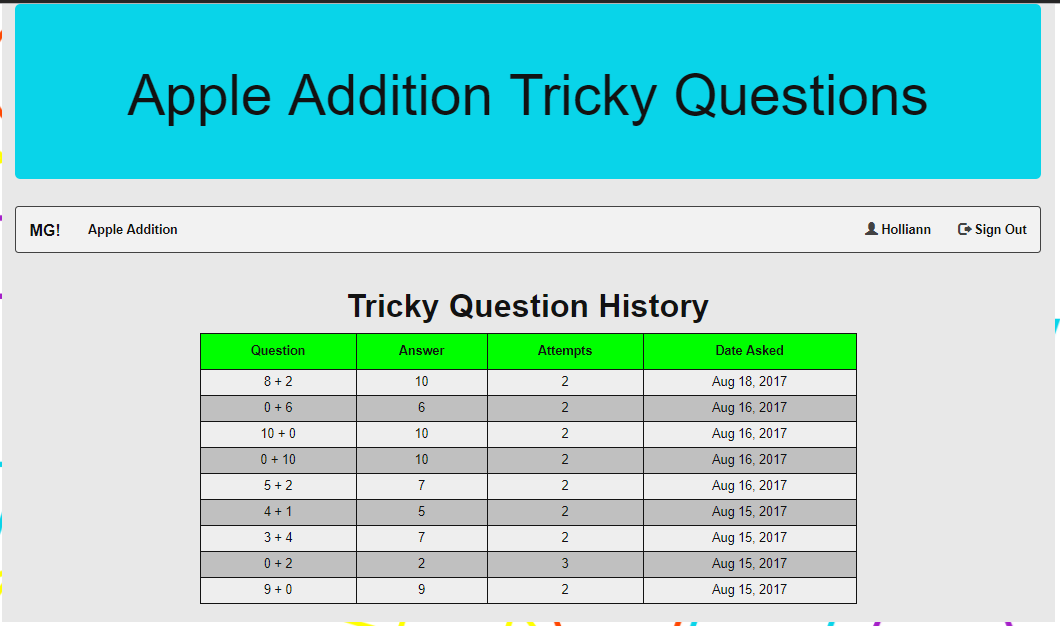 Apple Addition Tricky Questions
MG! Apple Addition Holliann Sign Out
Tricky Question History
Question Answer Attempts Date Asked
8 + 2 10 2 Aug 18, 2017
0 + 6 6 2 Aug 16, 2017
10 + 0 10 2 Aug 16, 2017
0 + 10 10 2 Aug 16, 2017
5 + 2 7 2 Aug 16, 2017
4 + 1 5 2 Aug 15, 2017
3 + 4 7 2 Aug 15, 2017
0 + 2 2 3 Aug 15, 2017
9 + 0 9 2 Aug 15, 2017